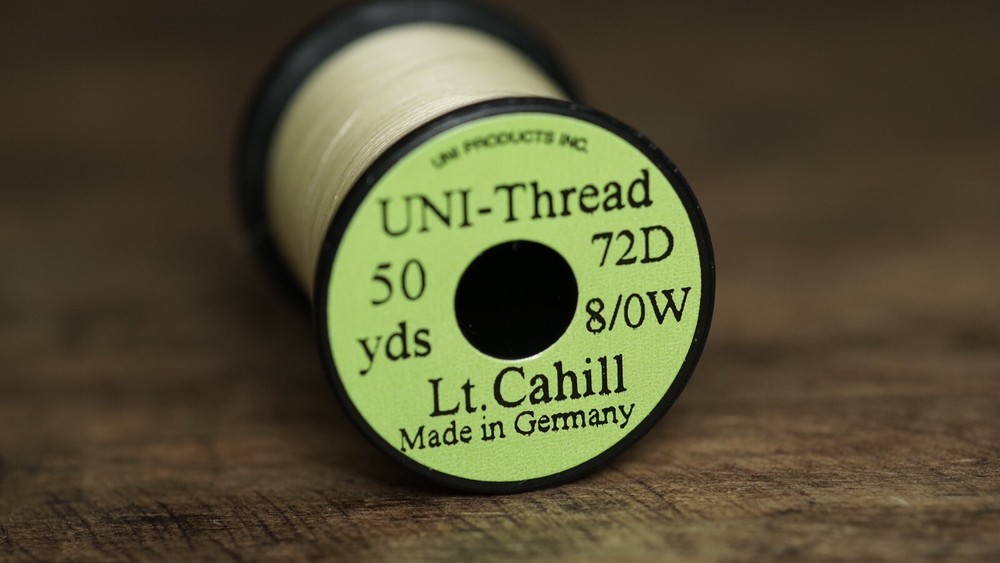 UNI PRODUCTS INC.
UNI-Thread
50 yds
72D
8/0W
Lt. Cahill
Made in Germany